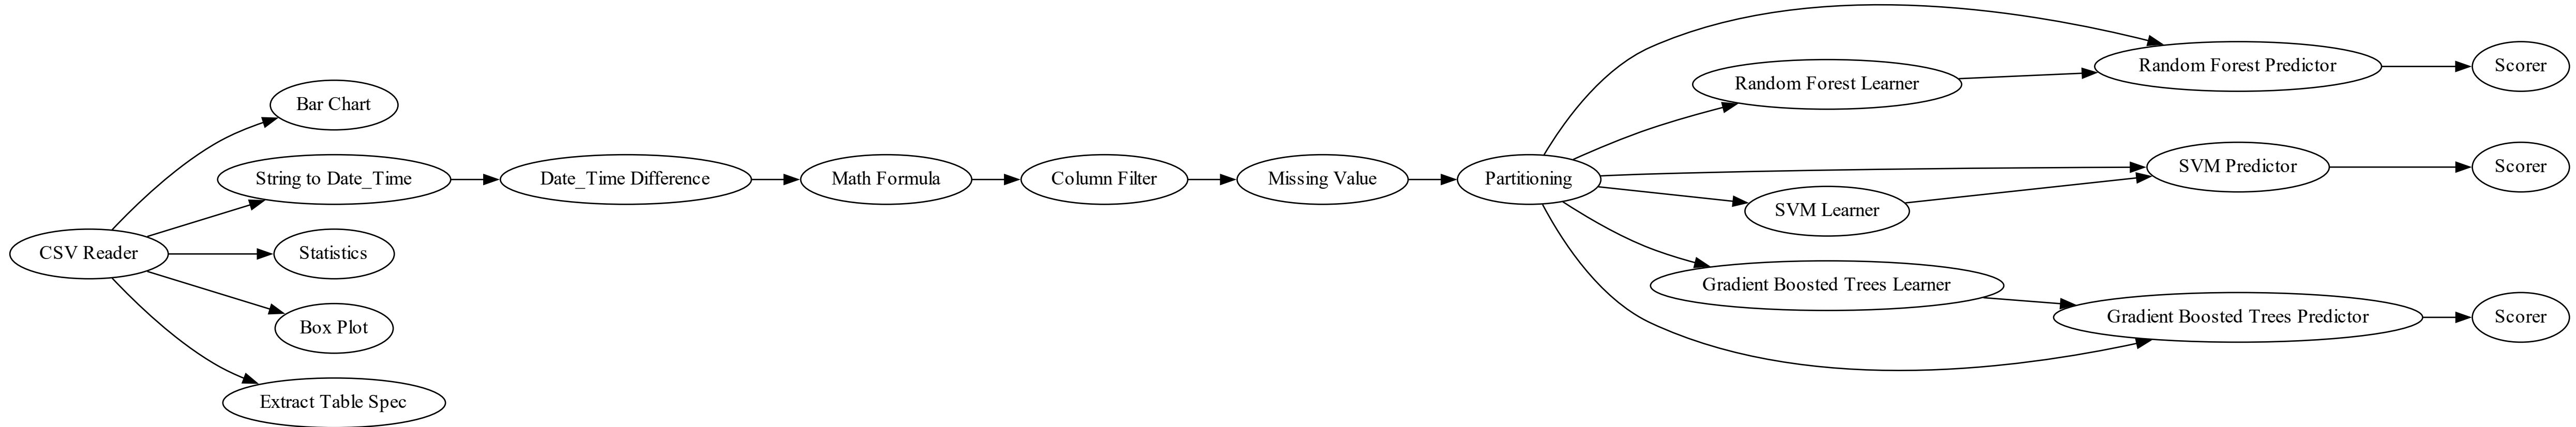 CSV Reader
Bar Chart
String to Date_Time
Statistics
Box Plot
Extract Table Spec
Date_Time Difference
Math Formula
Column Filter
Missing Value
Partitioning
Random Forest Learner
SVM Learner
Gradient Boosted Trees Learner
Random Forest Predictor
SVM Predictor
Gradient Boosted Trees Predictor
Scorer
Scorer
Scorer